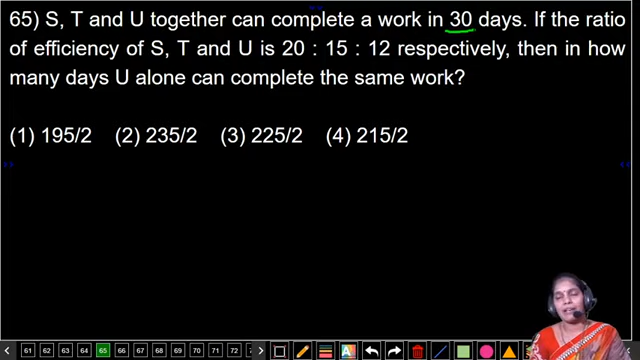 65) S, T and U together can complete a work in 30 days. If the ratio
of efficiency of S, T and U is 20 : 15 : 12 respectively, then in how
many days U alone can complete the same work?
(1) 195/2 (2) 235/2 (3) 225/2 (4) 215/2
61 62 63 64 65 66 67 68 69 70 71 72 7